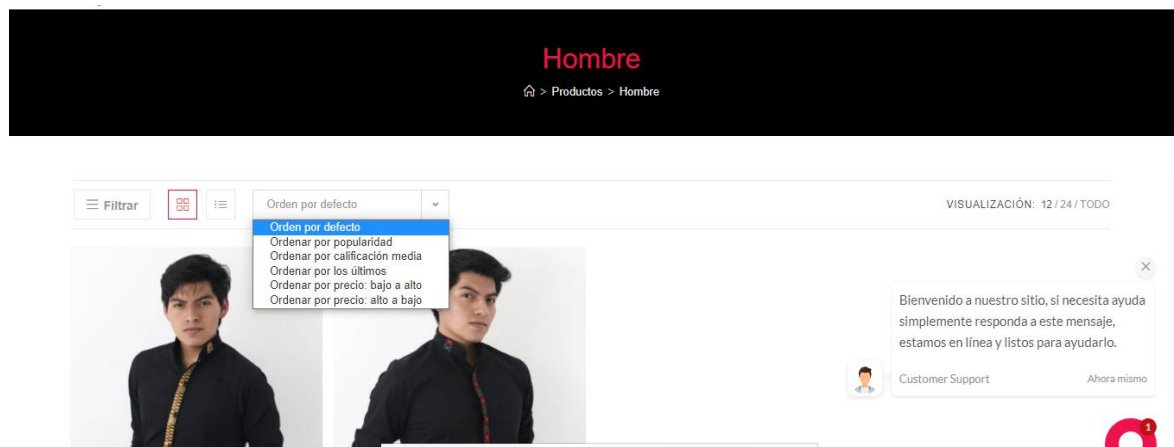 Hombre
> Productos > Hombre
Filtrar
Orden por defecto
VISUALIZACIÓN: 12 / 24 / TODO
Orden por defecto
Ordenar por popularidad
Ordenar por calificación media
Ordenar por los últimos
Ordenar por precio: bajo a alto
Ordenar por precio: alto a bajo
Bienvenido a nuestro sitio, si necesita ayuda
simplemente responda a este mensaje,
estamos en línea y listos para ayudarlo.
Customer Support
Ahora mismo
1